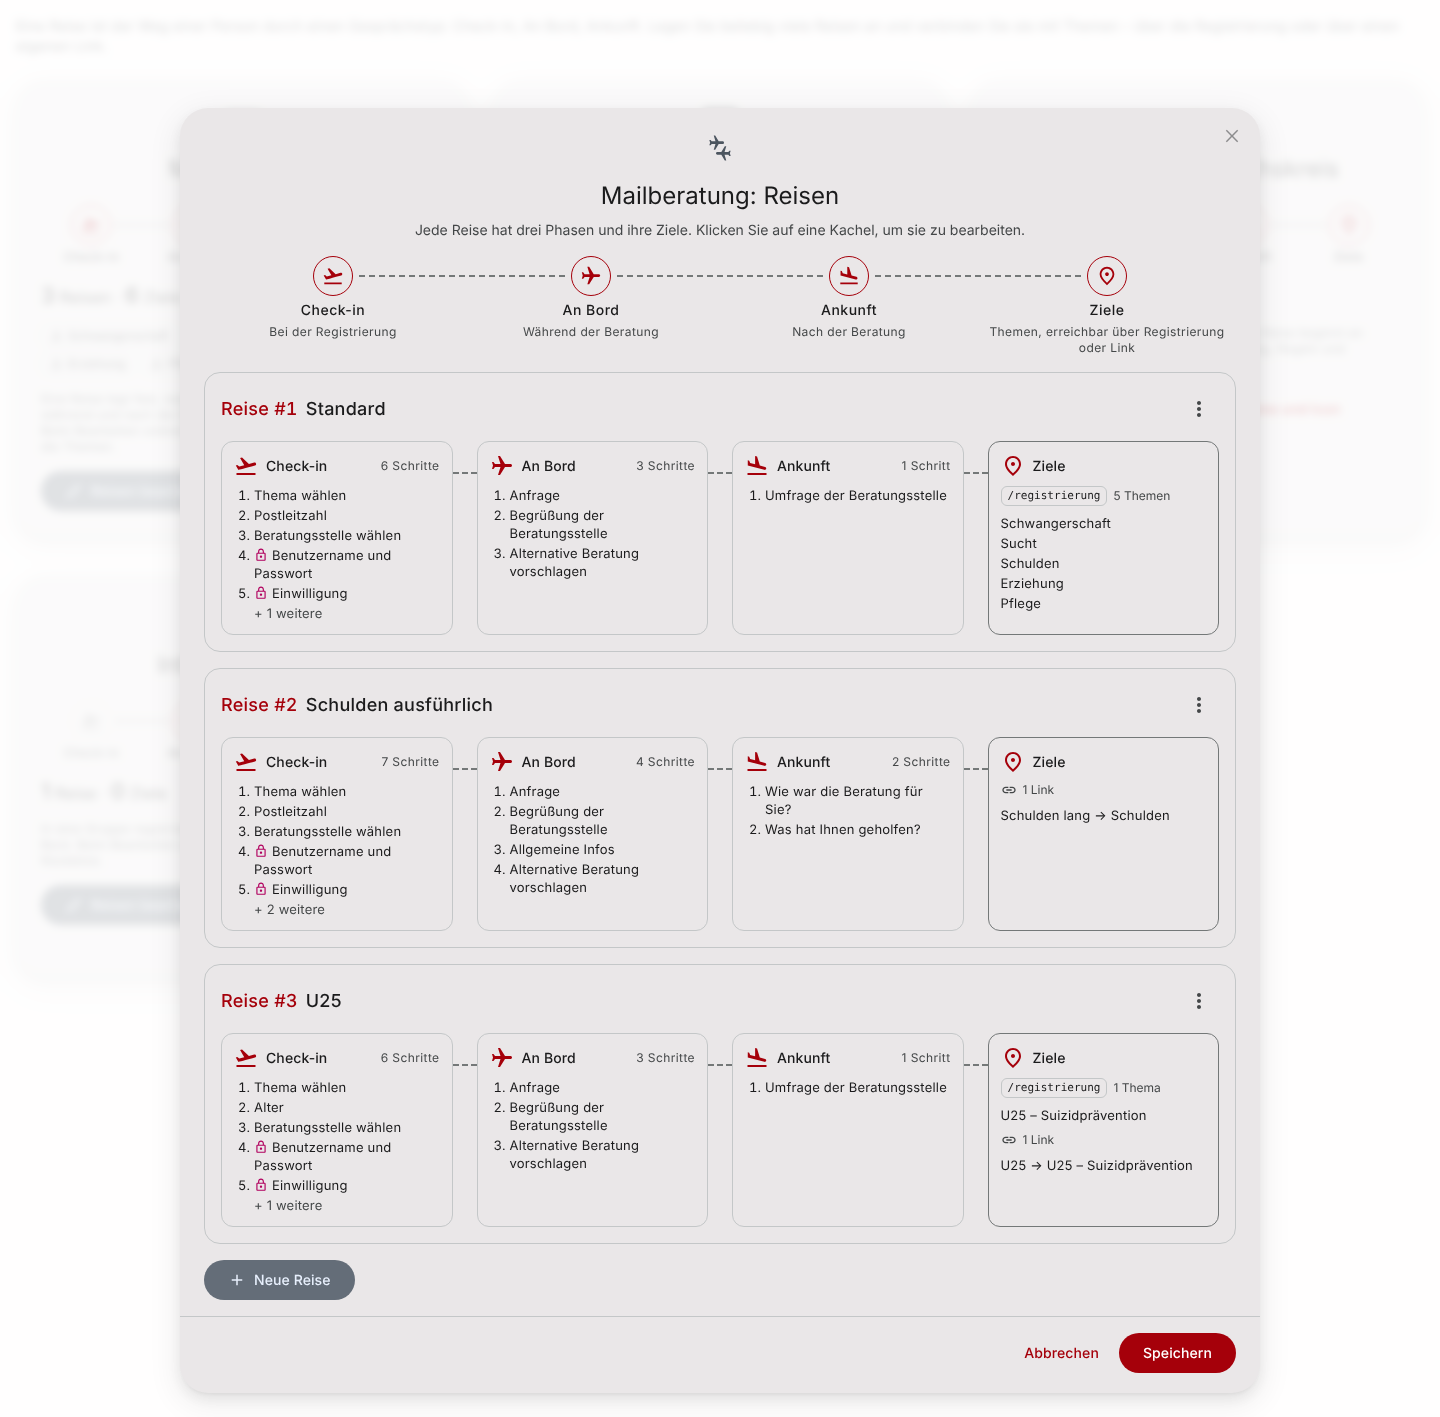 Mailberatung: Reisen
Jede Reise hat drei Phasen und ihre Ziele. Klicken Sie auf eine Kachel, um sie zu bearbeiten.
Check-in
Bei der Registrierung
An Bord
Während der Beratung
Ankunft
Nach der Beratung
Ziele
Themen, erreichbar über Registrierung
oder Link
Reise #1 Standard
Check-in 6 Schritte
1. Thema wählen
2. Postleitzahl
3. Beratungsstelle wählen
4. Benutzername und
Passwort
5. Einwilligung
+ 1 weitere
An Bord 3 Schritte
1. Anfrage
2. Begrüßung der
Beratungsstelle
3. Alternative Beratung
vorschlagen
Ankunft 1 Schritt
1. Umfrage der Beratungsstelle
Ziele
/registrierung 5 Themen
Schwangerschaft
Sucht
Schulden
Erziehung
Pflege
Reise #2 Schulden ausführlich
Check-in 7 Schritte
1. Thema wählen
2. Postleitzahl
3. Beratungsstelle wählen
4. Benutzername und
Passwort
5. Einwilligung
+ 2 weitere
An Bord 4 Schritte
1. Anfrage
2. Begrüßung der
Beratungsstelle
3. Allgemeine Infos
4. Alternative Beratung
vorschlagen
Ankunft 2 Schritte
1. Wie war die Beratung für
Sie?
2. Was hat Ihnen geholfen?
Ziele
1 Link
Schulden lang → Schulden
Reise #3 U25
Check-in 6 Schritte
1. Thema wählen
2. Alter
3. Beratungsstelle wählen
4. Benutzername und
Passwort
5. Einwilligung
+ 1 weitere
An Bord 3 Schritte
1. Anfrage
2. Begrüßung der
Beratungsstelle
3. Alternative Beratung
vorschlagen
Ankunft 1 Schritt
1. Umfrage der Beratungsstelle
Ziele
/registrierung 1 Thema
U25 – Suizidprävention
1 Link
U25 → U25 – Suizidprävention
+ Neue Reise
Abbrechen
Speichern